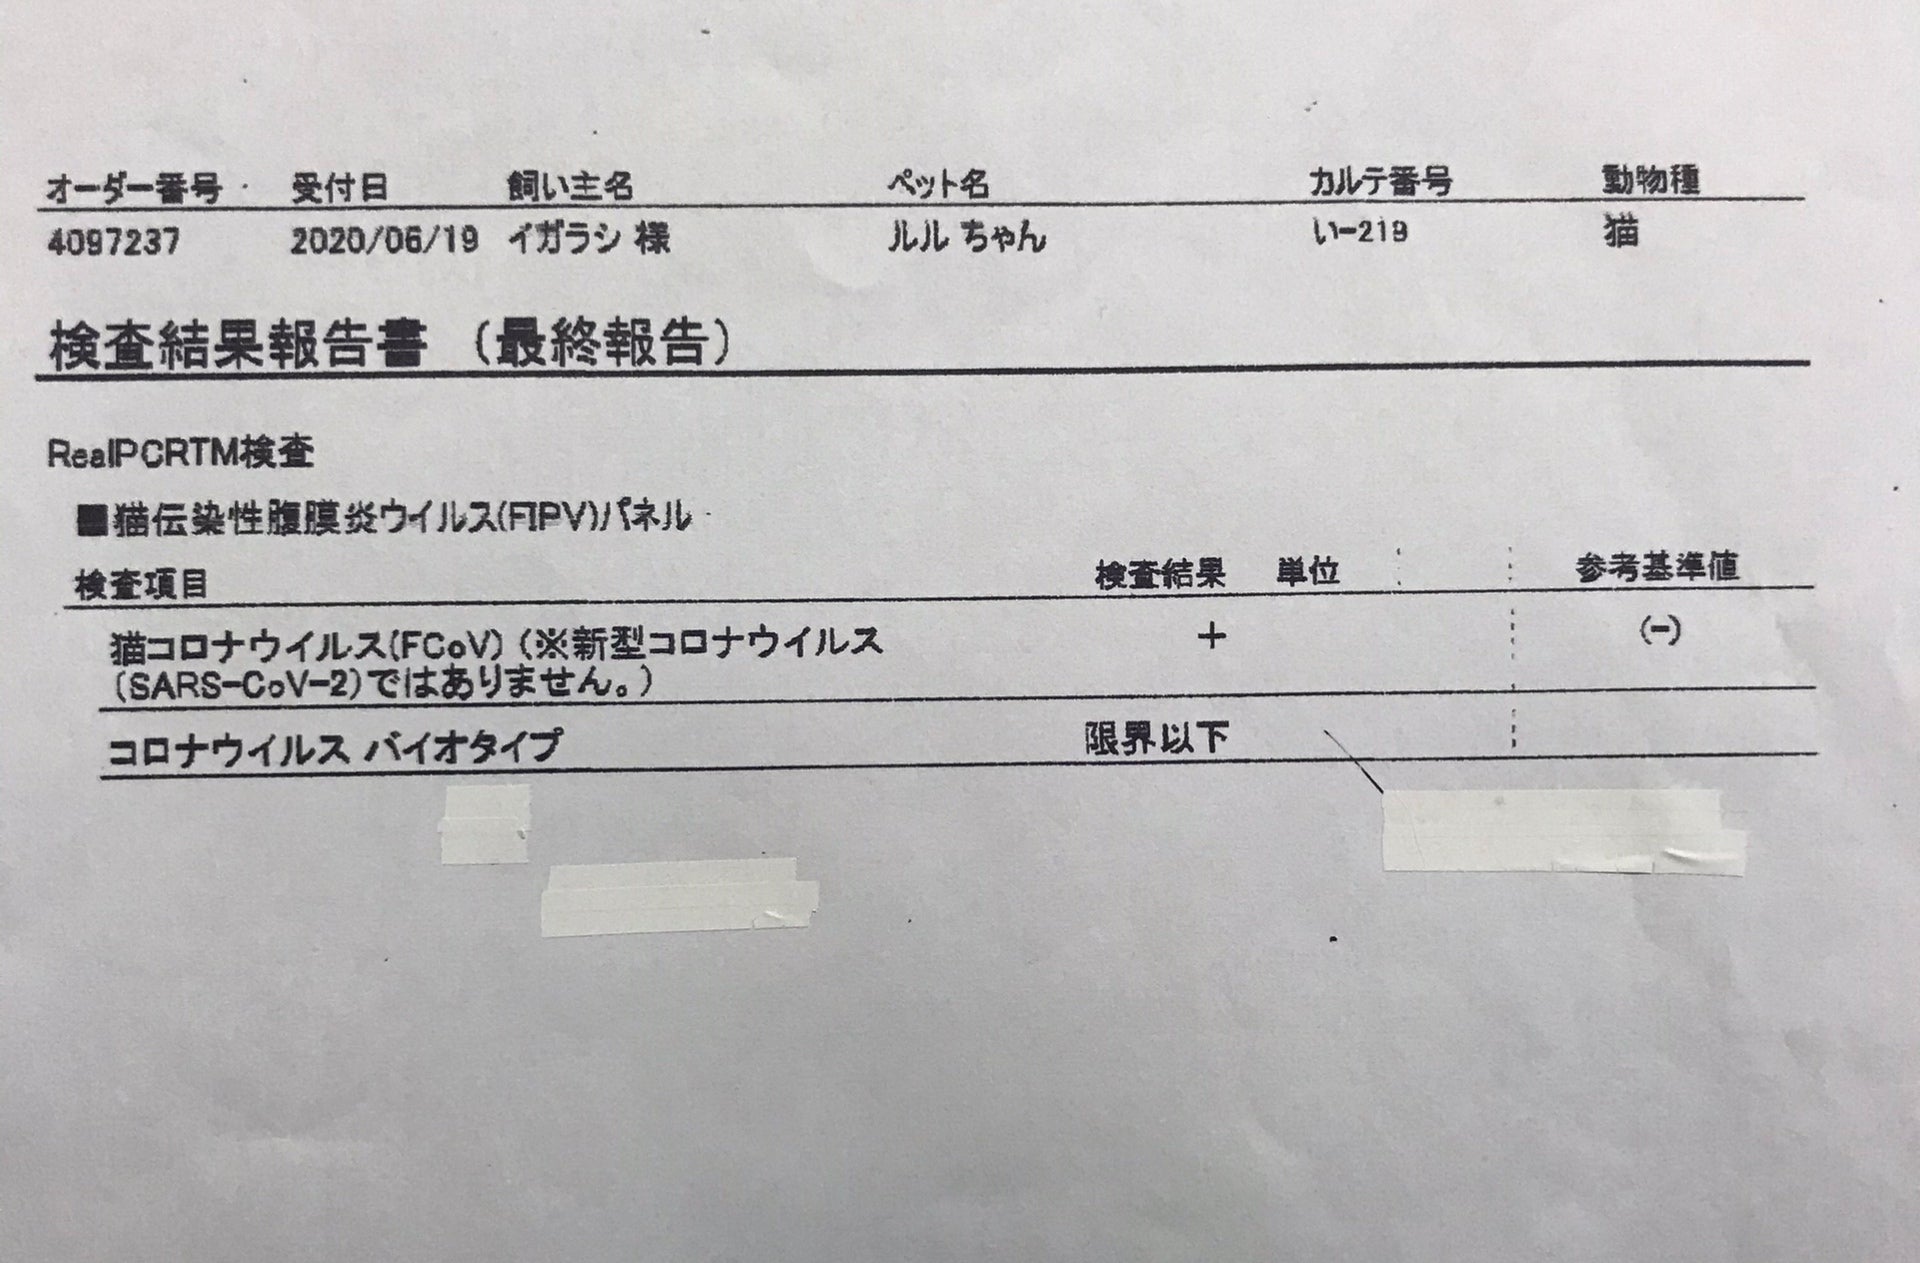 オーダー番号 受付日 飼い主名 ペット名 カルテ番号 動物種
4097237 2020/06/19 イガラシ 様 ルル ちゃん い-219 猫
検査結果報告書 (最終報告)
RealPCRTM検査
■猫伝染性腹膜炎ウイルス(FIPV)パネル
検査項目 検査結果 単位 参考基準値
猫コロナウイルス(FCoV) (※新型コロナウイルス + (-)
(SARS-CoV-2)ではありません。)
コロナウイルス バイオタイプ 限界以下